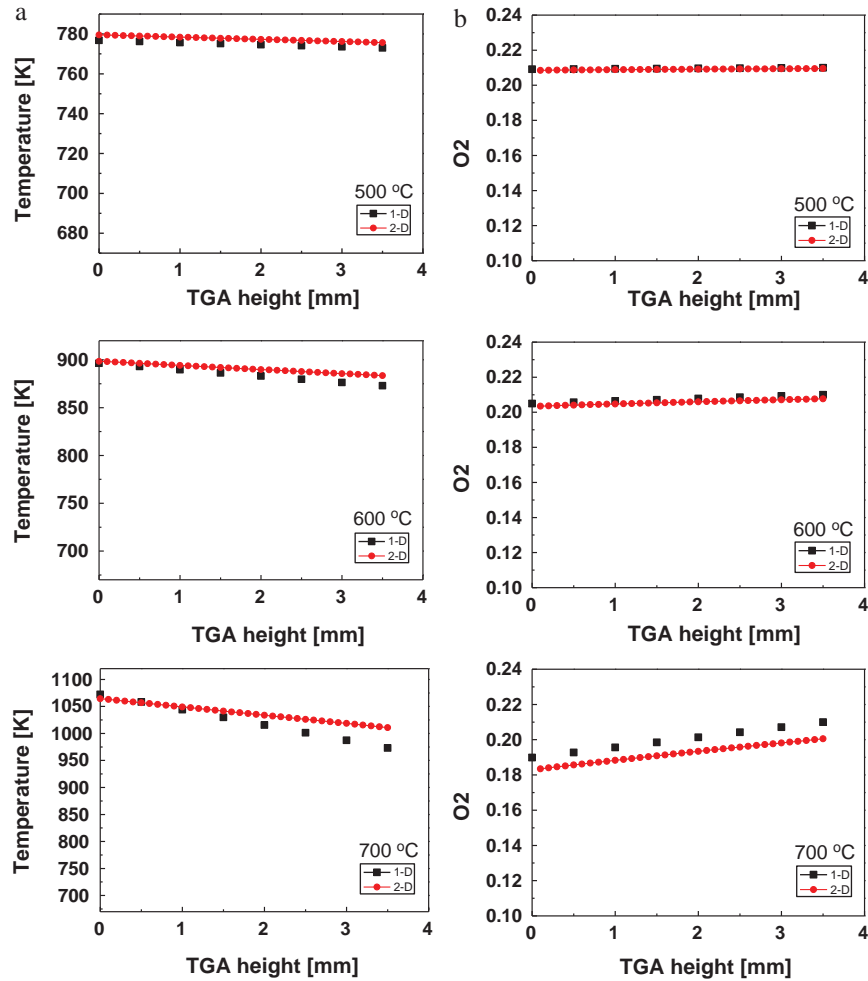 a
Temperature [K]
780
760
740
720
700
680
500 ºC
1-D
2-D
0 1 2 3 4
TGA height [mm]
b
O2
0.24
0.22
0.20
0.18
0.16
0.14
0.12
0.10
500 ºC
1-D
2-D
0 1 2 3 4
TGA height [mm]
Temperature [K]
900
875
850
825
800
775
750
725
700
675
600 ºC
1-D
2-D
0 1 2 3 4
TGA height [mm]
O2
0.24
0.22
0.20
0.18
0.16
0.14
0.12
0.10
600 ºC
1-D
2-D
0 1 2 3 4
TGA height [mm]
Temperature [K]
1100
1050
1000
950
900
850
800
750
700
700 ºC
1-D
2-D
0 1 2 3 4
TGA height [mm]
O2
0.24
0.22
0.20
0.18
0.16
0.14
0.12
0.10
700 ºC
1-D
2-D
0 1 2 3 4
TGA height [mm]